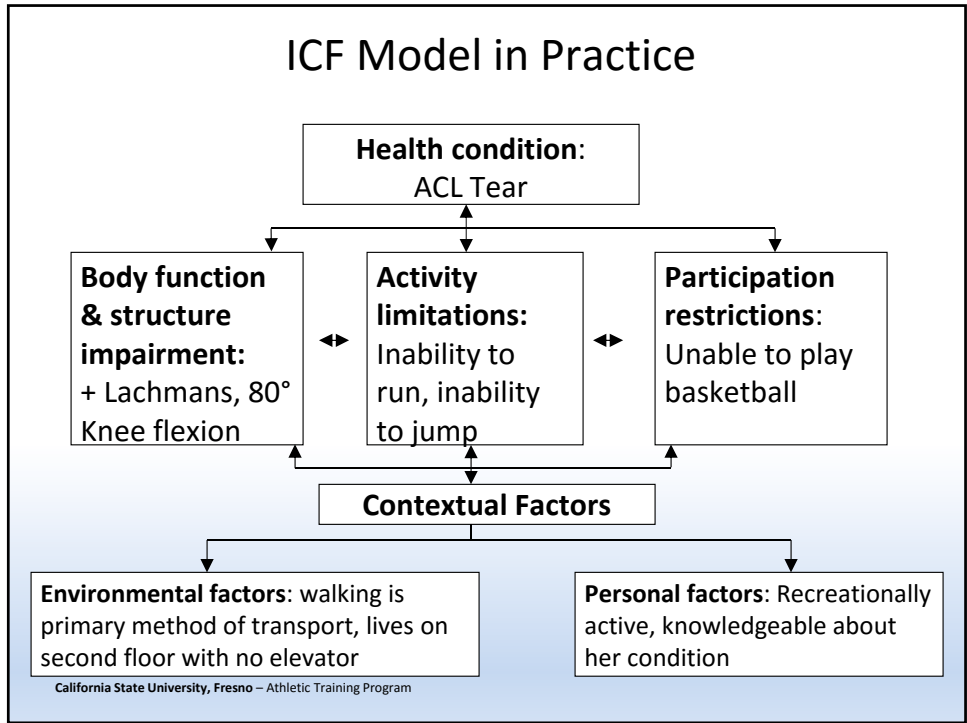 ICF Model in Practice
Health condition:
ACL Tear
Body function
& structure
impairment:
+ Lachmans, 80°
Knee flexion
Activity
limitations:
Inability to
run, inability
to jump
Participation
restrictions:
Unable to play
basketball
Contextual Factors
Environmental factors: walking is
primary method of transport, lives on
second floor with no elevator
Personal factors: Recreationally
active, knowledgeable about
her condition
California State University, Fresno – Athletic Training Program